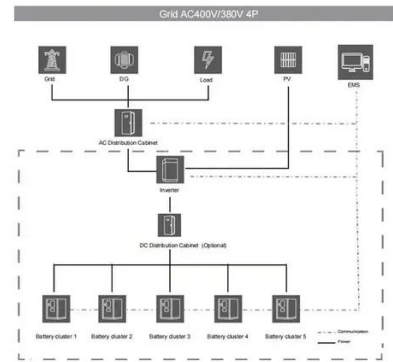 Grid AC400V/380V 4P
Grid
DG
Load
PV
EMS
AC Distribution Cabinet
Inverter
DC Distribution Cabinet (Optional)
Battery cluster 1
Battery cluster 2
Battery cluster 3
Battery cluster 4
Battery cluster 5
Communication
Power